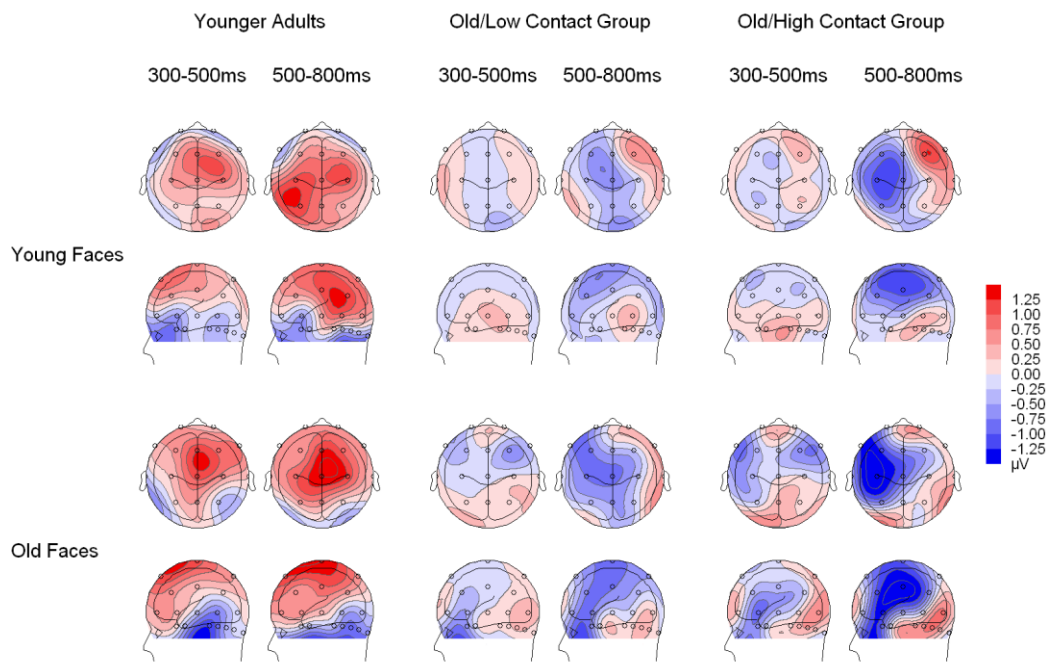 Younger Adults Old/Low Contact Group Old/High Contact Group
300-500ms 500-800ms 300-500ms 500-800ms 300-500ms 500-800ms
Young Faces
1.25
1.00
0.75
0.50
0.25
0.00
-0.25
-0.50
-0.75
-1.00
-1.25
µV
Old Faces